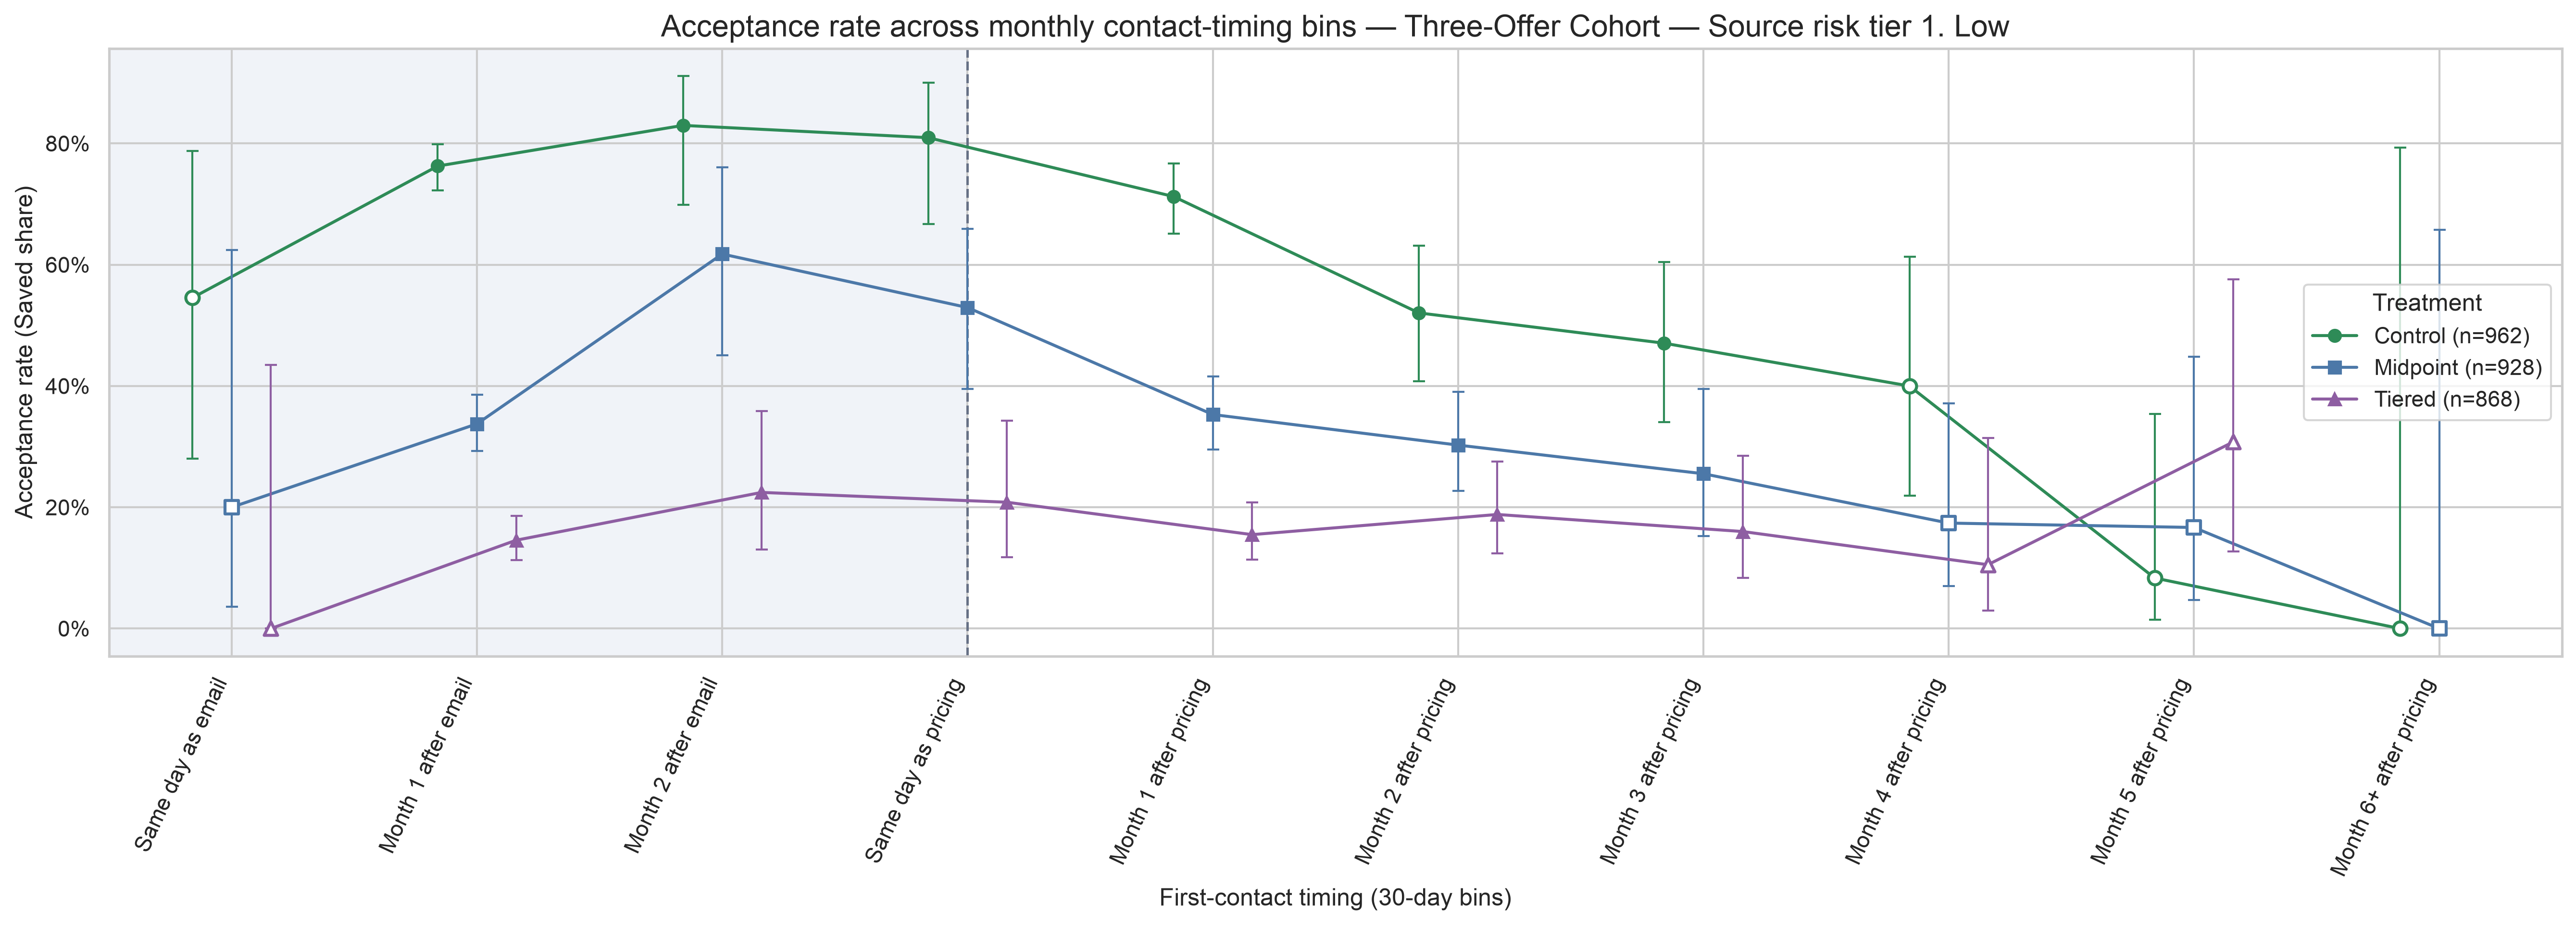 Acceptance rate across monthly contact-timing bins — Three-Offer Cohort — Source risk tier 1. Low
Acceptance rate (Saved share)
80%
60%
40%
20%
0%
Treatment
Control (n=962)
Midpoint (n=928)
Tiered (n=868)
Same day as email
Month 1 after email
Month 2 after email
Same day as pricing
Month 1 after pricing
Month 2 after pricing
Month 3 after pricing
Month 4 after pricing
Month 5 after pricing
Month 6+ after pricing
First-contact timing (30-day bins)